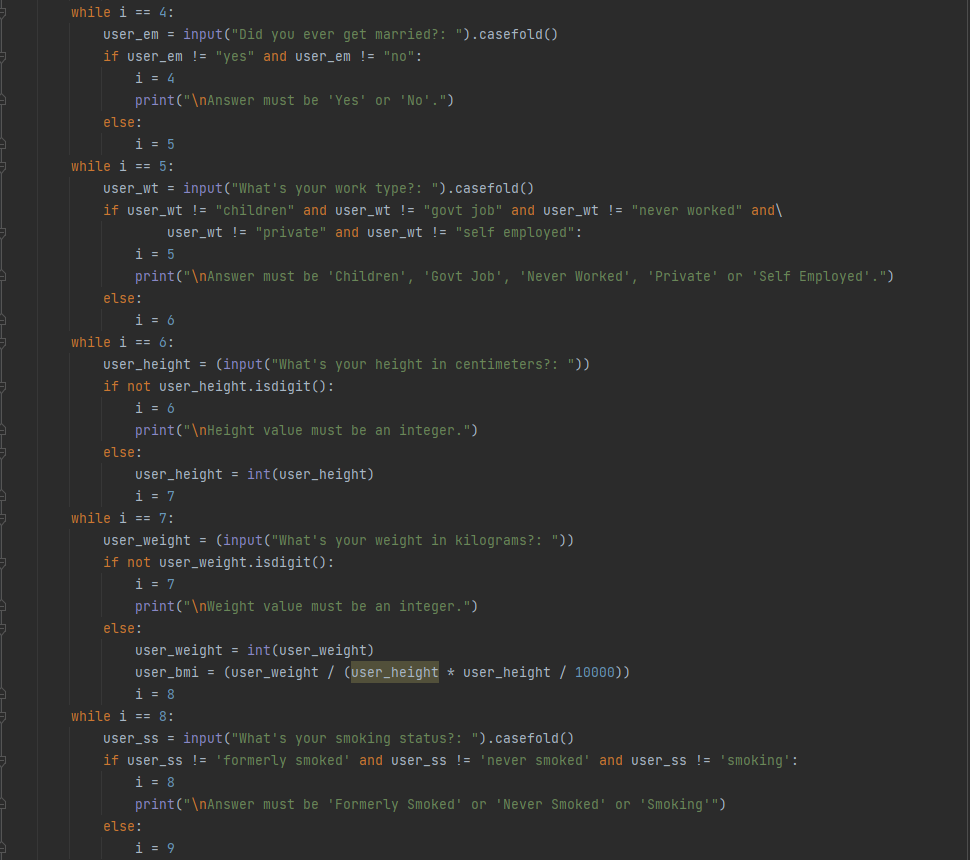 while i == 4:
    user_em = input("Did you ever get married?: ").casefold()
    if user_em != "yes" and user_em != "no":
        i = 4
        print("\nAnswer must be 'Yes' or 'No'.")
    else:
        i = 5
while i == 5:
    user_wt = input("What's your work type?: ").casefold()
    if user_wt != "children" and user_wt != "govt job" and user_wt != "never worked" and\
            user_wt != "private" and user_wt != "self employed":
        i = 5
        print("\nAnswer must be 'Children', 'Govt Job', 'Never Worked', 'Private' or 'Self Employed'.")
    else:
        i = 6
while i == 6:
    user_height = (input("What's your height in centimeters?: "))
    if not user_height.isdigit():
        i = 6
        print("\nHeight value must be an integer.")
    else:
        user_height = int(user_height)
        i = 7
while i == 7:
    user_weight = (input("What's your weight in kilograms?: "))
    if not user_weight.isdigit():
        i = 7
        print("\nWeight value must be an integer.")
    else:
        user_weight = int(user_weight)
        user_bmi = (user_weight / (user_height * user_height / 10000))
        i = 8
while i == 8:
    user_ss = input("What's your smoking status?: ").casefold()
    if user_ss != 'formerly smoked' and user_ss != 'never smoked' and user_ss != 'smoking':
        i = 8
        print("\nAnswer must be 'Formerly Smoked' or 'Never Smoked' or 'Smoking'")
    else:
        i = 9